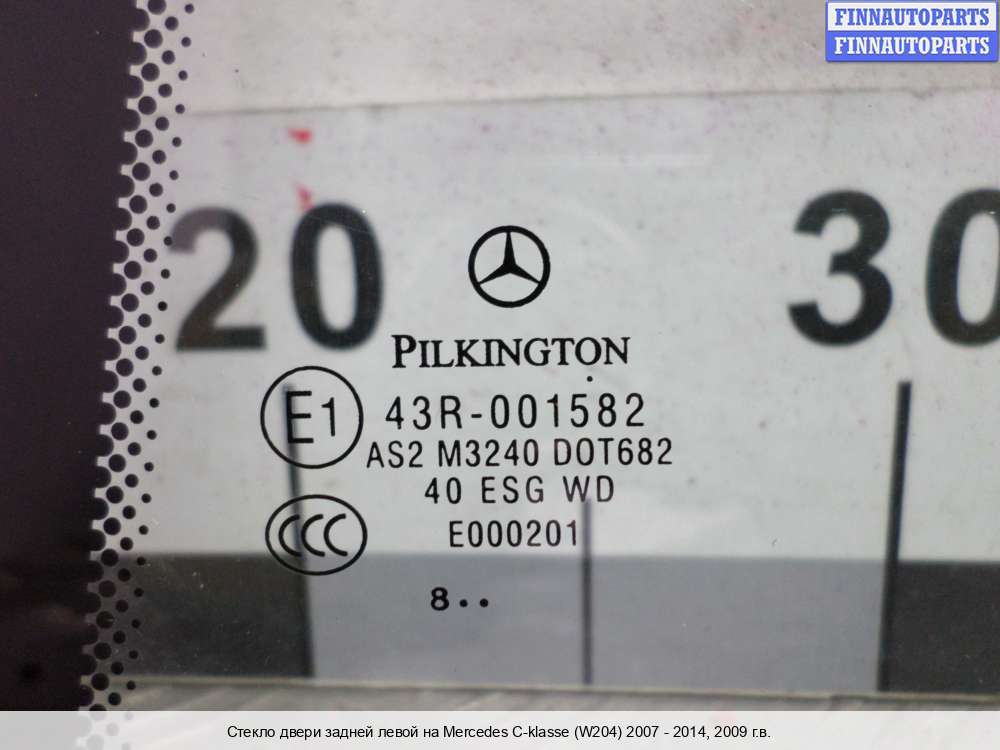 FINNAUTOPARTS
FINNAUTOPARTS
20 30
PILKINGTON
E1 43R-001582
AS2 M3240 DOT682
40 ESG WD
CCC E000201
8..
Стекло двери задней левой на Mercedes C-klasse (W204) 2007 - 2014, 2009 г.в.